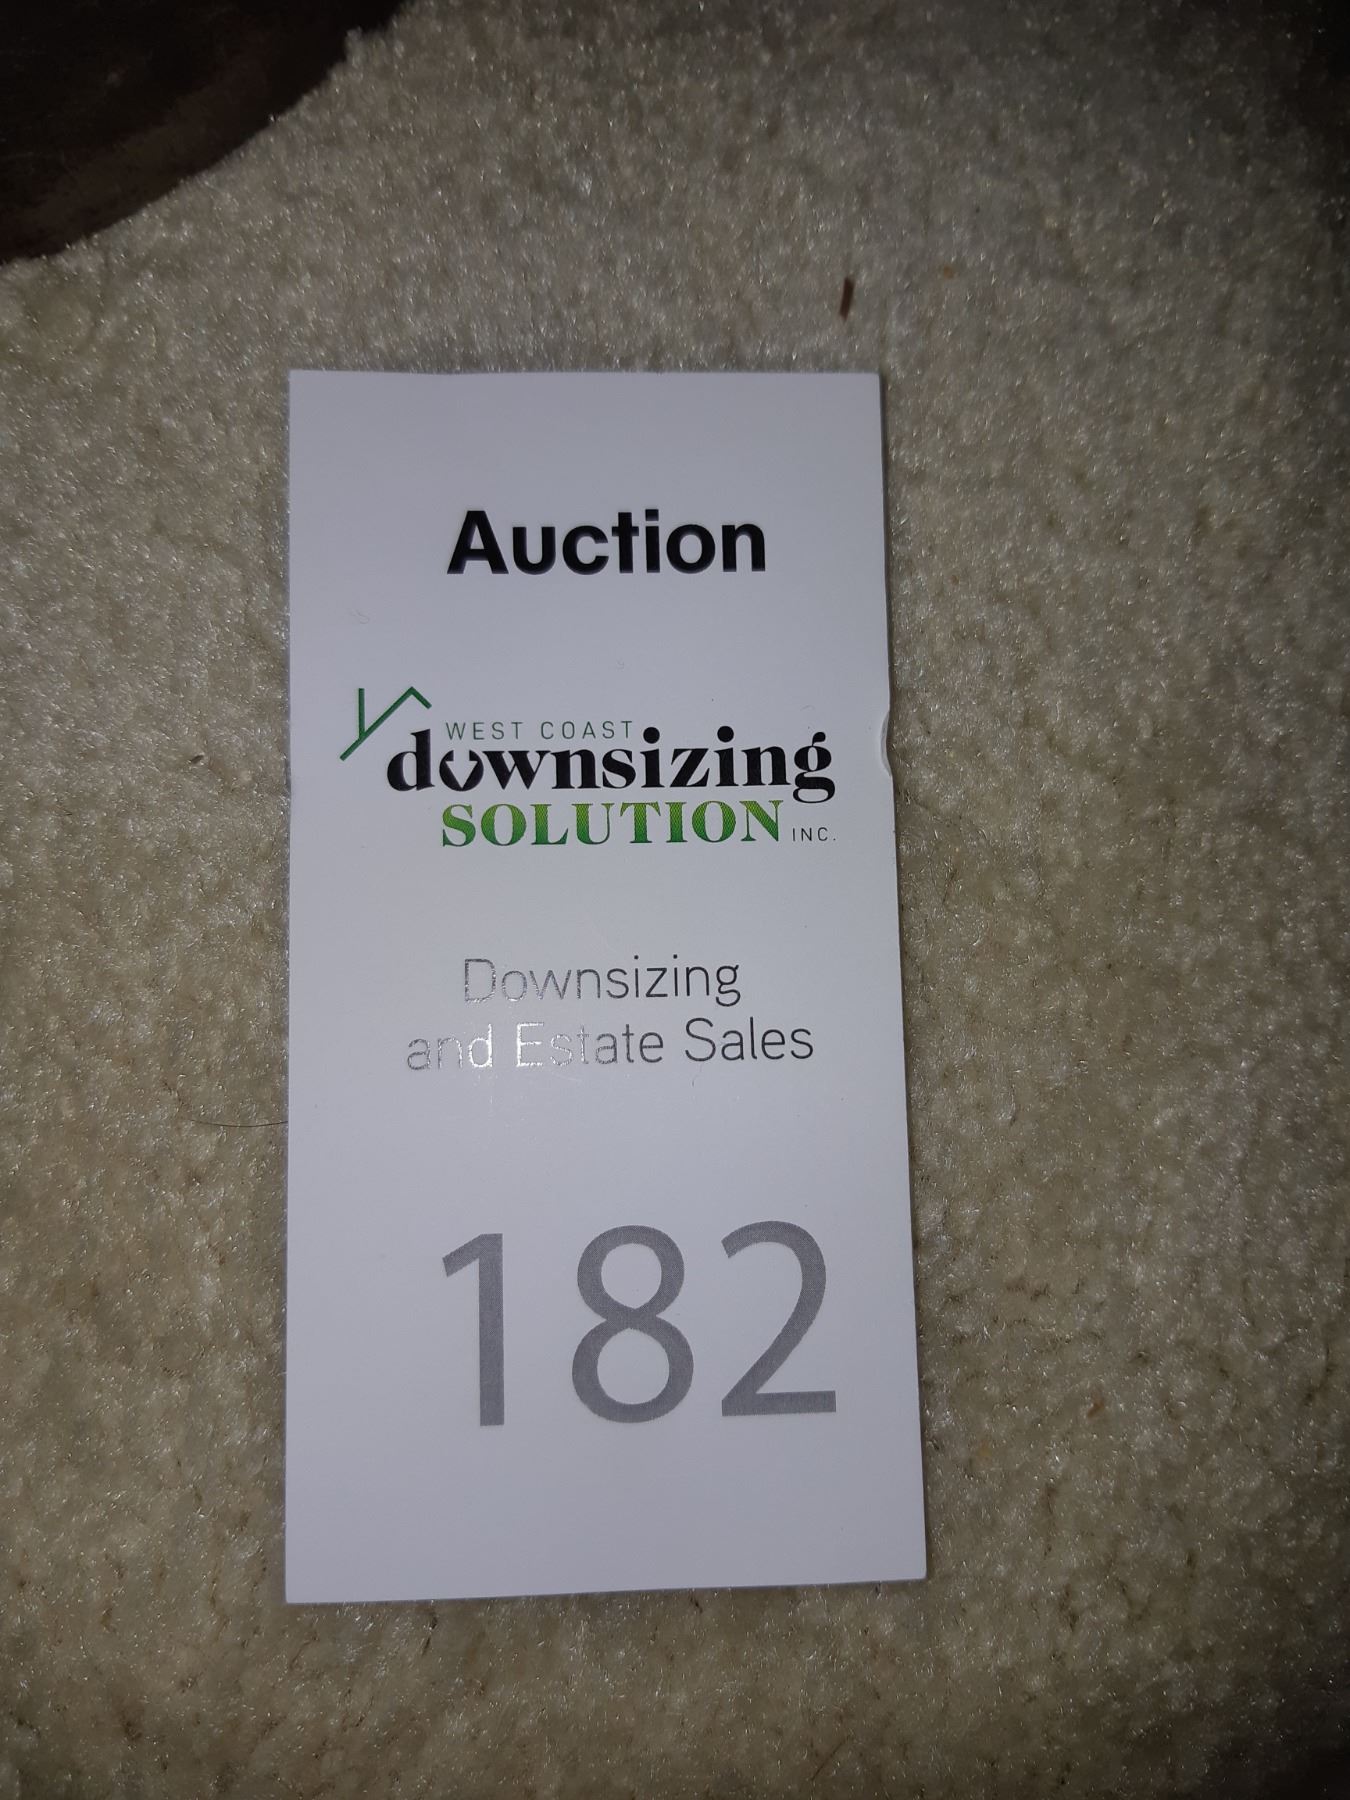 Auction
WEST COAST
downsizing
SOLUTION INC.
Downsizing
and Estate Sales
182